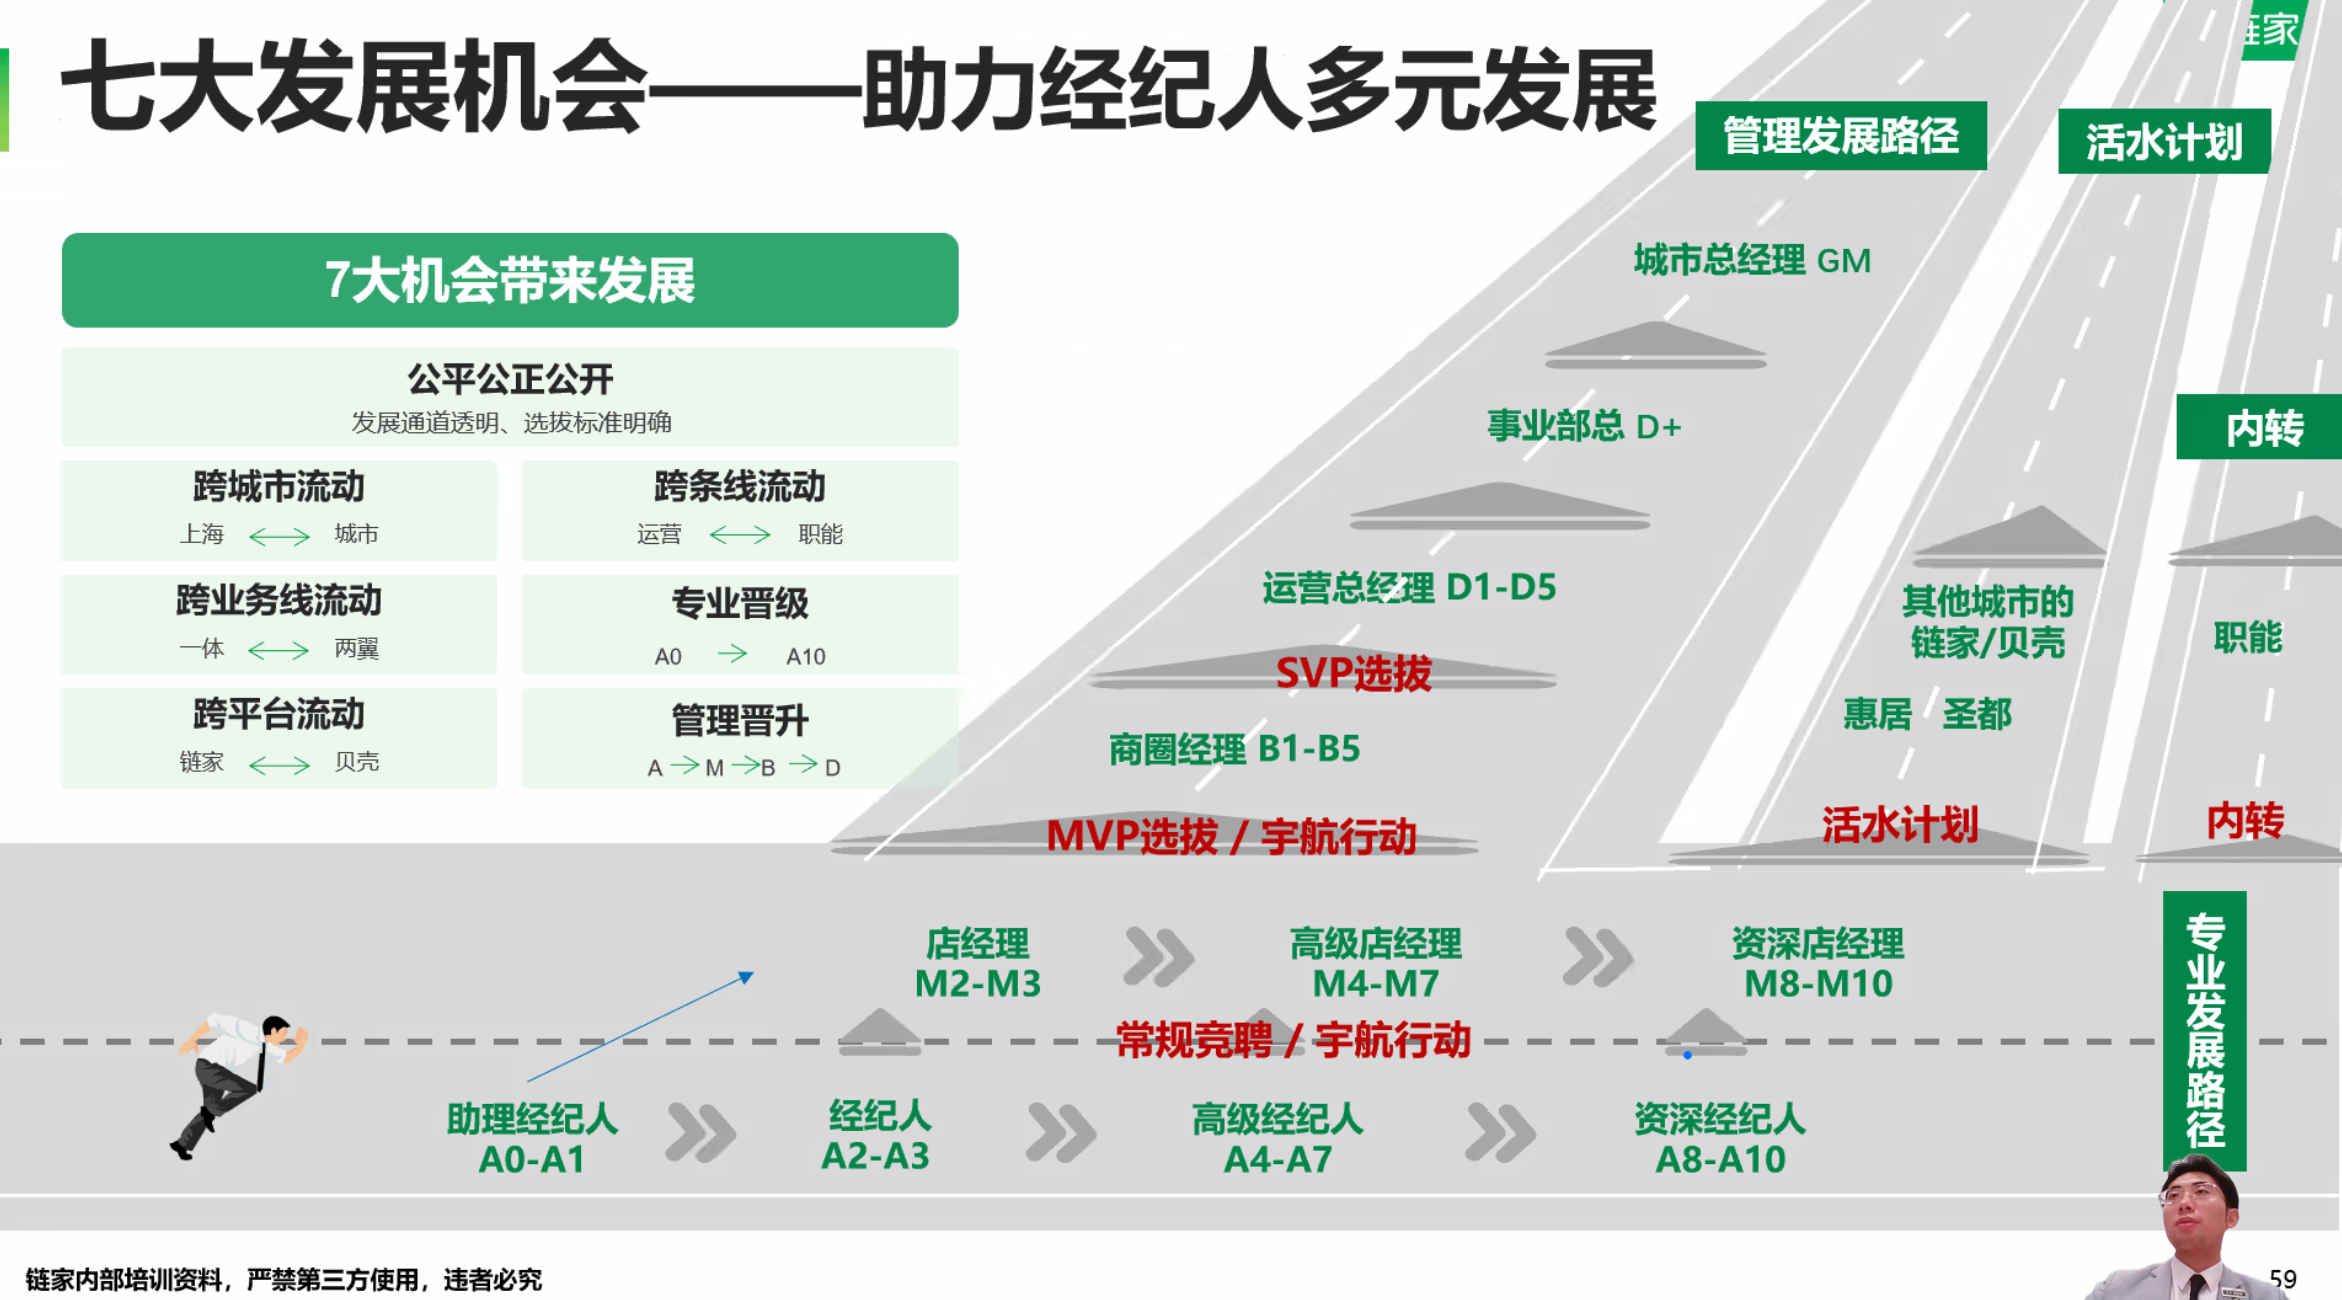 七大发展机会——助力经纪人多元发展
家
管理发展路径
活水计划
7大机会带来发展
公平公正公开
发展通道透明、选拔标准明确
跨城市流动
上海 城市
跨条线流动
运营 职能
跨业务线流动
一体 两翼
专业晋级
A0 A10
跨平台流动
链家 贝壳
管理晋升
A M B D
城市总经理 GM
事业部总 D+
运营总经理 D1-D5
SVP选拔
商圈经理 B1-B5
MVP选拔 / 宇航行动
内转
其他城市的
链家/贝壳
惠居 圣都
活水计划
职能
内转
店经理
M2-M3
高级店经理
M4-M7
资深店经理
M8-M10
常规竞聘 / 宇航行动
助理经纪人
A0-A1
经纪人
A2-A3
高级经纪人
A4-A7
资深经纪人
A8-A10
专业发展路径
链家内部培训资料，严禁第三方使用，违者必究
59